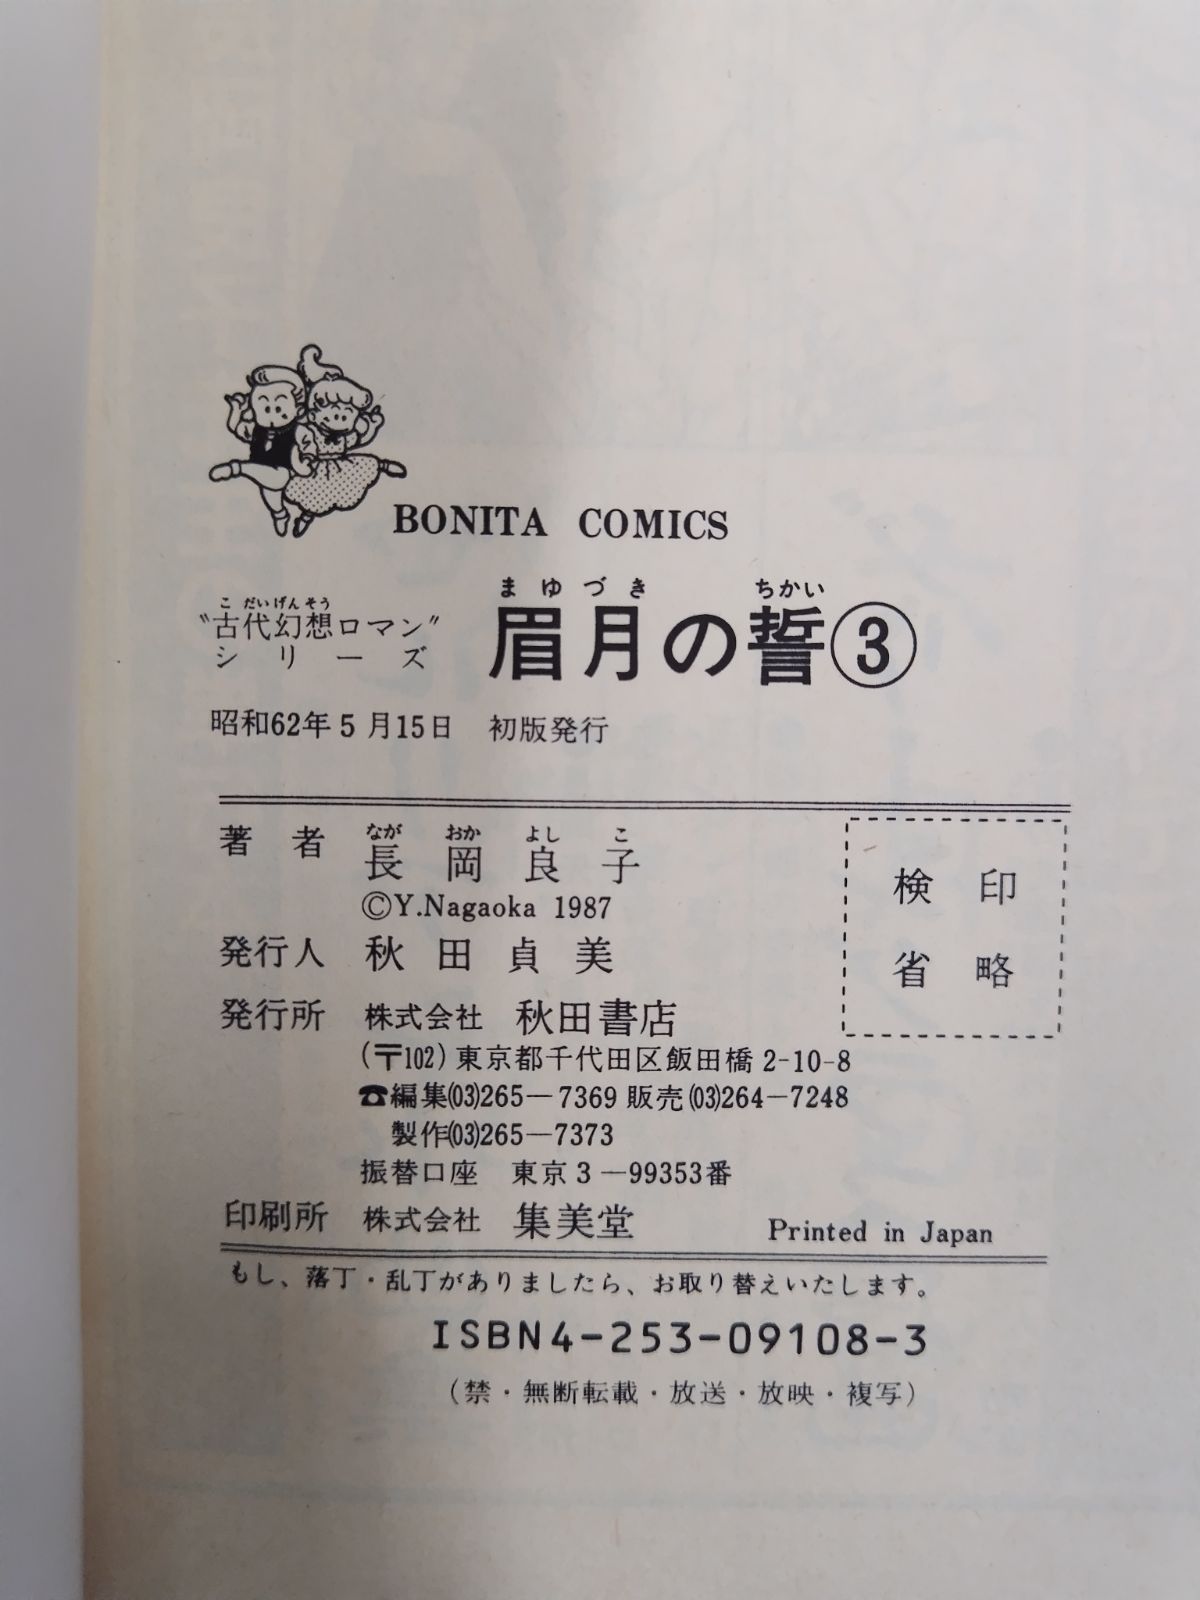 BONITA COMICS
こだいげんそう
"古代幻想ロマン"
シリーズ
まゆづき ちかい
眉月の誓③
昭和62年5月15日 初版発行
ながおかよしこ
著者 長岡良子
©Y.Nagaoka 1987
発行人 秋田貞美
発行所 株式会社 秋田書店
(〒102) 東京都千代田区飯田橋2-10-8
☎編集(03)265-7369 販売(03)264-7248
製作(03)265-7373
振替口座 東京3-99353番
印刷所 株式会社 集美堂 Printed in Japan
検印
省略
もし、落丁・乱丁がありましたら、お取り替えいたします。
ISBN4-253-09108-3
(禁・無断転載・放送・放映・複写)